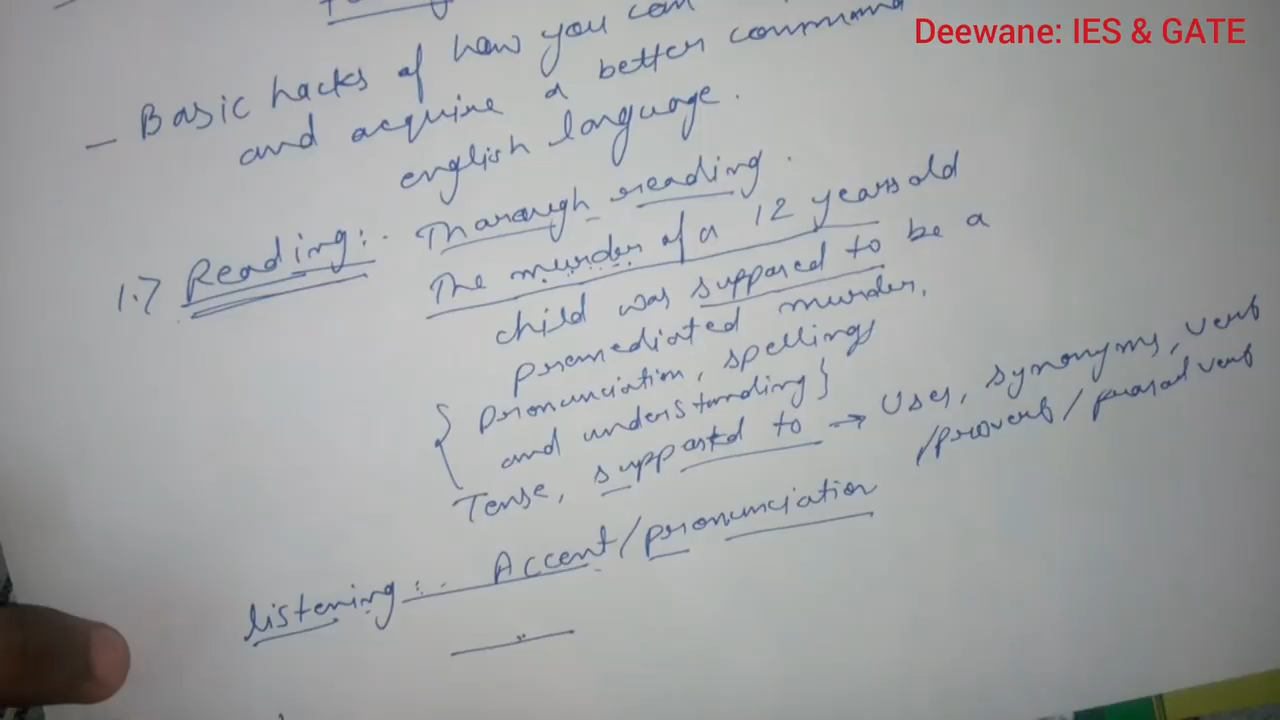 Deewane: IES & GATE
- Basic hacks of how you can
and acquire a better command
english language.
1.7 Reading:. Thorough reading.
The murder of a 12 years old
child was supposed to be a
premediated murder.
{ pronunciation, spellings
and understanding }
Tense, supposed to → Uses, synonyms, verb
/proverb/ phrasal verb
listening:. Accent/pronunciation